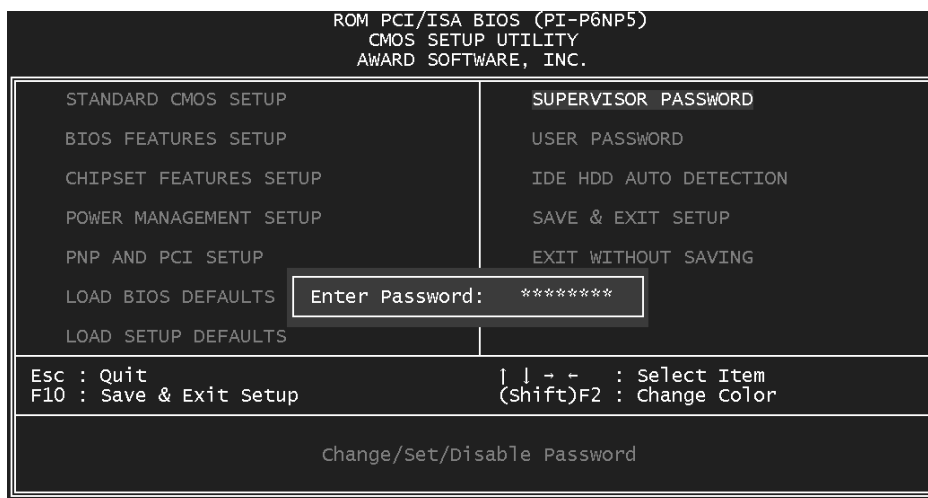 ROM PCI/ISA BIOS (PI-P6NP5)
CMOS SETUP UTILITY
AWARD SOFTWARE, INC.
STANDARD CMOS SETUP
BIOS FEATURES SETUP
CHIPSET FEATURES SETUP
POWER MANAGEMENT SETUP
PNP AND PCI SETUP
LOAD BIOS DEFAULTS
LOAD SETUP DEFAULTS
SUPERVISOR PASSWORD
USER PASSWORD
IDE HDD AUTO DETECTION
SAVE & EXIT SETUP
EXIT WITHOUT SAVING
Enter Password: ********
Esc : Quit
F10 : Save & Exit Setup
↑ ↓ → ← : Select Item
(Shift)F2 : Change Color
Change/Set/Disable Password